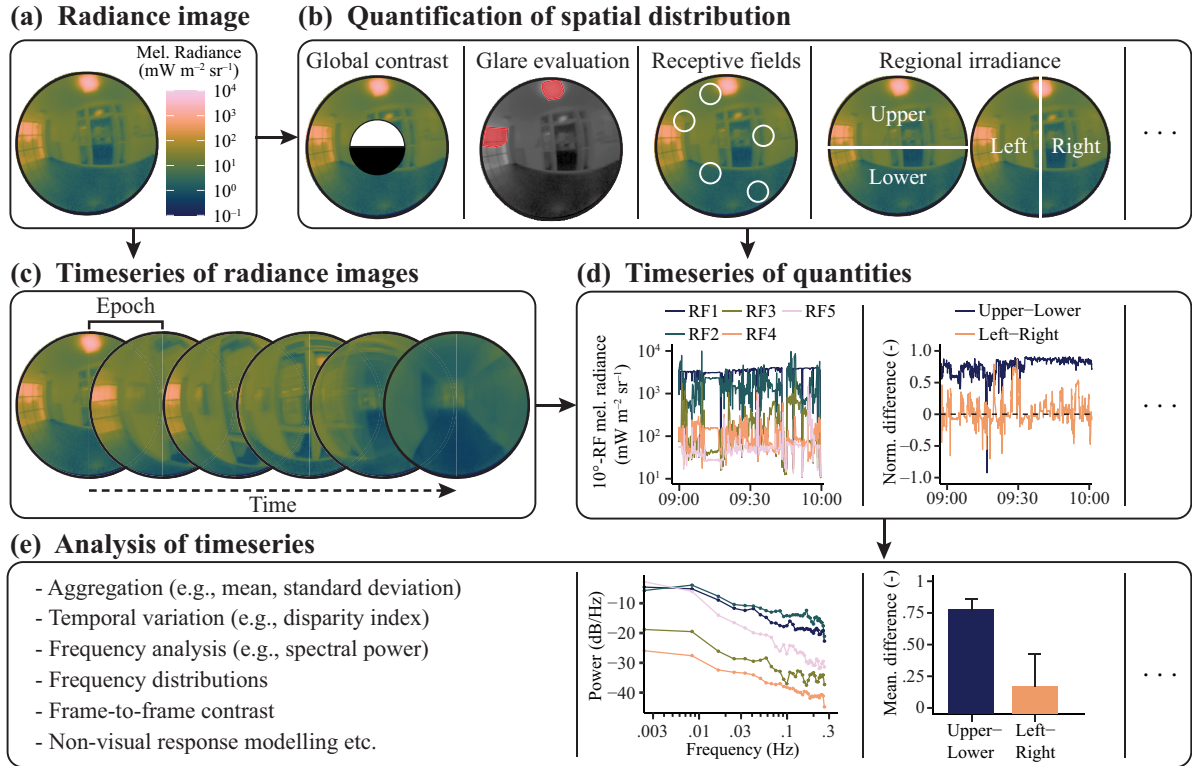 (a) Radiance image
Mel. Radiance
(mW m⁻² sr⁻¹)
10⁴
10³
10²
10¹
10⁰
10⁻¹
(b) Quantification of spatial distribution
Global contrast
Glare evaluation
Receptive fields
Regional irradiance
Upper
Lower
Left
Right
. . .
(c) Timeseries of radiance images
Epoch
Time
(d) Timeseries of quantities
RF1 RF3 RF5
RF2 RF4
10°-RF mel. radiance
(mW m⁻² sr⁻¹)
10⁴
10³
10²
10¹
09:00 09:30 10:00
Upper−Lower
Left−Right
Norm. difference (-)
1.0
0.5
0
−0.5
−1.0
09:00 09:30 10:00
. . .
(e) Analysis of timeseries
- Aggregation (e.g., mean, standard deviation)
- Temporal variation (e.g., disparity index)
- Frequency analysis (e.g., spectral power)
- Frequency distributions
- Frame-to-frame contrast
- Non-visual response modelling etc.
Power (dB/Hz)
−10
−20
−30
−40
.003 .01 .03 .1 .3
Frequency (Hz)
Mean. difference (-)
1
.75
.50
.25
0
Upper−
Lower
Left−
Right
. . .